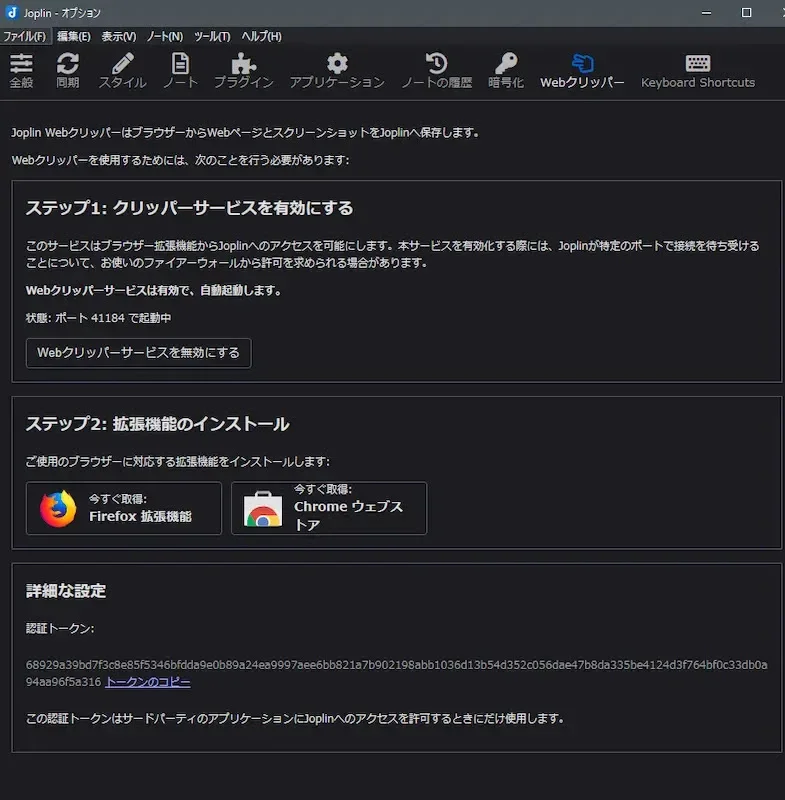 Joplin - オプション
ファイル(F) 編集(E) 表示(V) ノート(N) ツール(T) ヘルプ(H)
全般 同期 スタイル ノート プラグイン アプリケーション ノートの履歴 暗号化 Webクリッパー Keyboard Shortcuts
Joplin WebクリッパーはブラウザーからWebページとスクリーンショットをJoplinへ保存します。
Webクリッパーを使用するためには、次のことを行う必要があります:
ステップ1: クリッパーサービスを有効にする
このサービスはブラウザー拡張機能からJoplinへのアクセスを可能にします。本サービスを有効化する際には、Joplinが特定のポートで接続を待ち受ける
ことについて、お使いのファイアーウォールから許可を求められる場合があります。
Webクリッパーサービスは有効で、自動起動します。
状態: ポート 41184 で起動中
Webクリッパーサービスを無効にする
ステップ2: 拡張機能のインストール
ご使用のブラウザーに対応する拡張機能をインストールします:
今すぐ取得:
Firefox 拡張機能
今すぐ取得:
Chrome ウェブス
トア
詳細な設定
認証トークン:
68929a39bd7f3c8e85f5346bfdda9e0b89a24ea9997aee6bb821a7b902198abb1036d13b54d352c056dae47b8da335be4124d3f764bf0c33db0a
94aa96f5a316 トークンのコピー
この認証トークンはサードパーティのアプリケーションにJoplinへのアクセスを許可するときにだけ使用します。